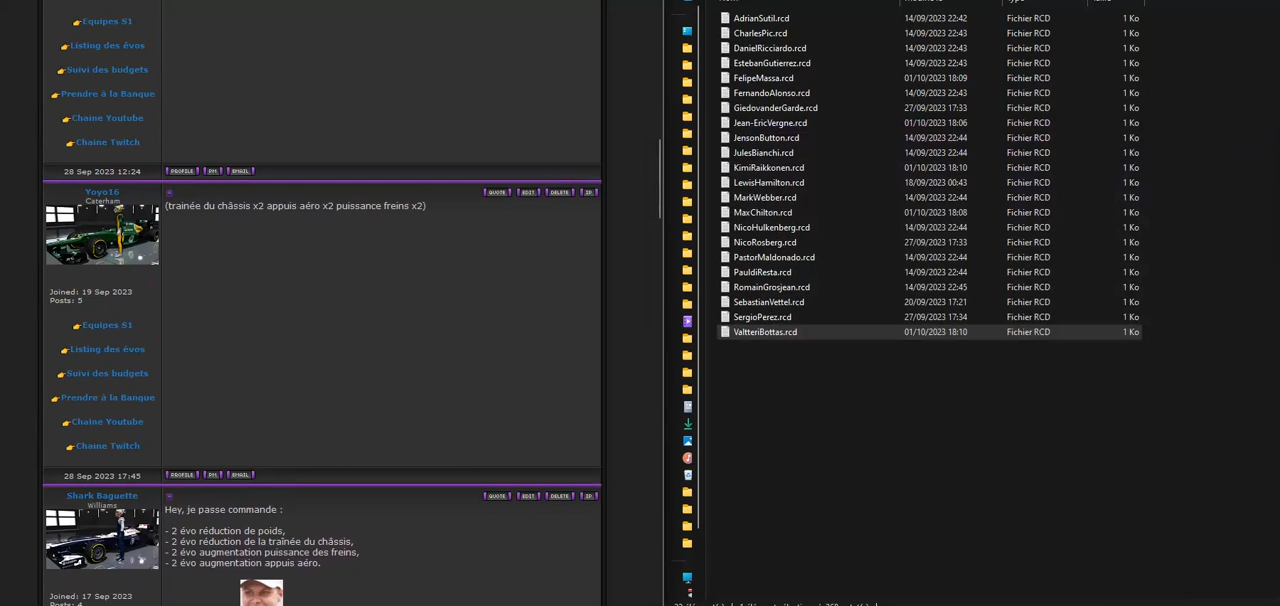 Equipes S1
Listing des évos
Suivi des budgets
Prendre à la Banque
Chaine Youtube
Chaine Twitch
28 Sep 2023 12:24
PROFILE PM EMAIL
Yoyo16
Caterham
QUOTE EDIT DELETE IP
(trainée du châssis x2 appuis aéro x2 puissance freins x2)
Joined: 19 Sep 2023
Posts: 5
Equipes S1
Listing des évos
Suivi des budgets
Prendre à la Banque
Chaine Youtube
Chaine Twitch
28 Sep 2023 17:45
PROFILE PM EMAIL
Shark Baguette
Williams
QUOTE EDIT DELETE IP
Hey, je passe commande :
- 2 évo réduction de poids,
- 2 évo réduction de la traînée du châssis,
- 2 évo augmentation puissance des freins,
- 2 évo augmentation appuis aéro.
Joined: 17 Sep 2023
Posts: 4
AdrianSutil.rcd 14/09/2023 22:42 Fichier RCD 1 Ko
CharlesPic.rcd 14/09/2023 22:43 Fichier RCD 1 Ko
DanielRicciardo.rcd 14/09/2023 22:43 Fichier RCD 1 Ko
EstebanGutierrez.rcd 14/09/2023 22:43 Fichier RCD 1 Ko
FelipeMassa.rcd 01/10/2023 18:09 Fichier RCD 1 Ko
FernandoAlonso.rcd 14/09/2023 22:43 Fichier RCD 1 Ko
GiedovanderGarde.rcd 27/09/2023 17:33 Fichier RCD 1 Ko
Jean-EricVergne.rcd 01/10/2023 18:06 Fichier RCD 1 Ko
JensonButton.rcd 14/09/2023 22:44 Fichier RCD 1 Ko
JulesBianchi.rcd 14/09/2023 22:44 Fichier RCD 1 Ko
KimiRaikkonen.rcd 01/10/2023 18:10 Fichier RCD 1 Ko
LewisHamilton.rcd 18/09/2023 00:43 Fichier RCD 1 Ko
MarkWebber.rcd 14/09/2023 22:44 Fichier RCD 1 Ko
MaxChilton.rcd 01/10/2023 18:08 Fichier RCD 1 Ko
NicoHulkenberg.rcd 14/09/2023 22:44 Fichier RCD 1 Ko
NicoRosberg.rcd 27/09/2023 17:33 Fichier RCD 1 Ko
PastorMaldonado.rcd 14/09/2023 22:44 Fichier RCD 1 Ko
PauldiResta.rcd 14/09/2023 22:44 Fichier RCD 1 Ko
RomainGrosjean.rcd 14/09/2023 22:45 Fichier RCD 1 Ko
SebastianVettel.rcd 20/09/2023 17:21 Fichier RCD 1 Ko
SergioPerez.rcd 27/09/2023 17:34 Fichier RCD 1 Ko
ValtteriBottas.rcd 01/10/2023 18:10 Fichier RCD 1 Ko